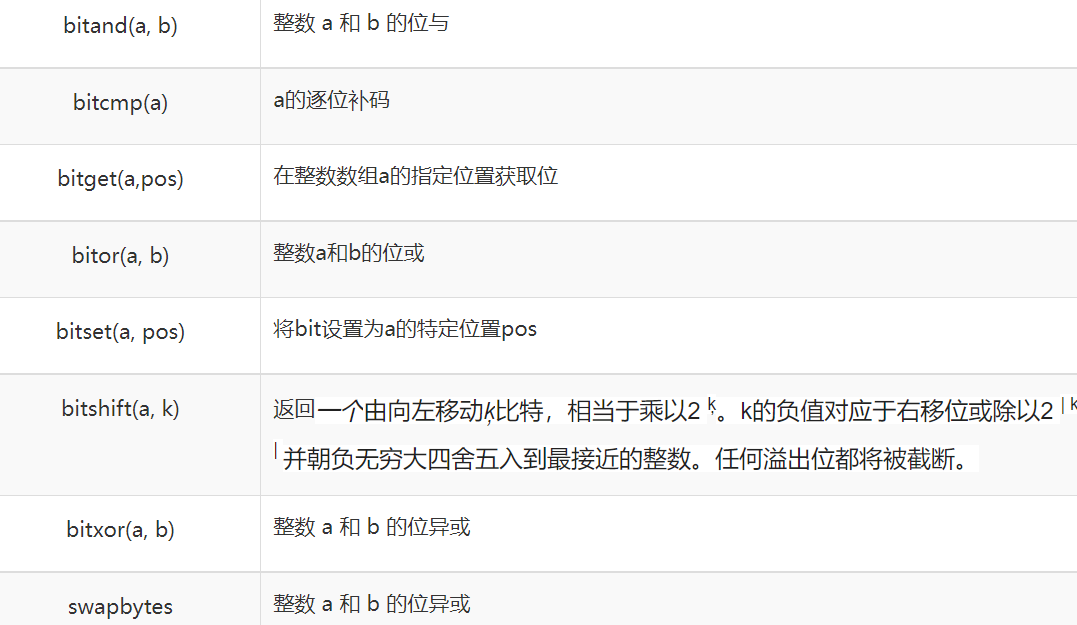 bitand(a, b) 整数 a 和 b 的位与
bitcmp(a) a的逐位补码
bitget(a,pos) 在整数数组a的指定位置获取位
bitor(a, b) 整数a和b的位或
bitset(a, pos) 将bit设置为a的特定位置pos
bitshift(a, k) 返回一个由向左移动k比特，相当于乘以2 k。k的负值对应于右移位或除以2 | k
| 并朝负无穷大四舍五入到最接近的整数。任何溢出位都将被截断。
bitxor(a, b) 整数 a 和 b 的位异或
swapbytes 整数 a 和 b 的位异或